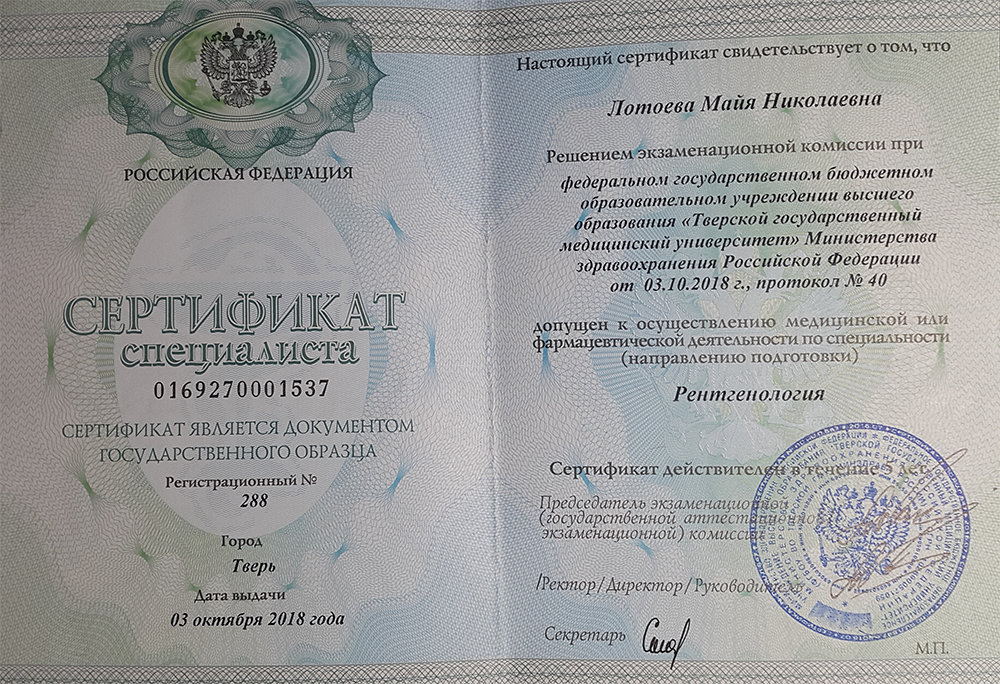 РОССИЙСКАЯ ФЕДЕРАЦИЯ
СЕРТИФИКАТ
специалиста
0169270001537
СЕРТИФИКАТ ЯВЛЯЕТСЯ ДОКУМЕНТОМ
ГОСУДАРСТВЕННОГО ОБРАЗЦА
Регистрационный №
288
Город
Тверь
Дата выдачи
03 октября 2018 года
Настоящий сертификат свидетельствует о том, что
Лотоева Майя Николаевна
Решением экзаменационной комиссии при
федеральном государственном бюджетном
образовательном учреждении высшего
образования «Тверской государственный
медицинский университет» Министерства
здравоохранения Российской Федерации
от 03.10.2018 г., протокол № 40
допущен к осуществлению медицинской или
фармацевтической деятельности по специальности
(направлению подготовки)
Рентгенология
Сертификат действителен в течение 5 лет.
Председатель экзаменационной
(государственной аттестационной
экзаменационной) комиссии
/Ректор/Директор/Руководитель
Секретарь
М.П.